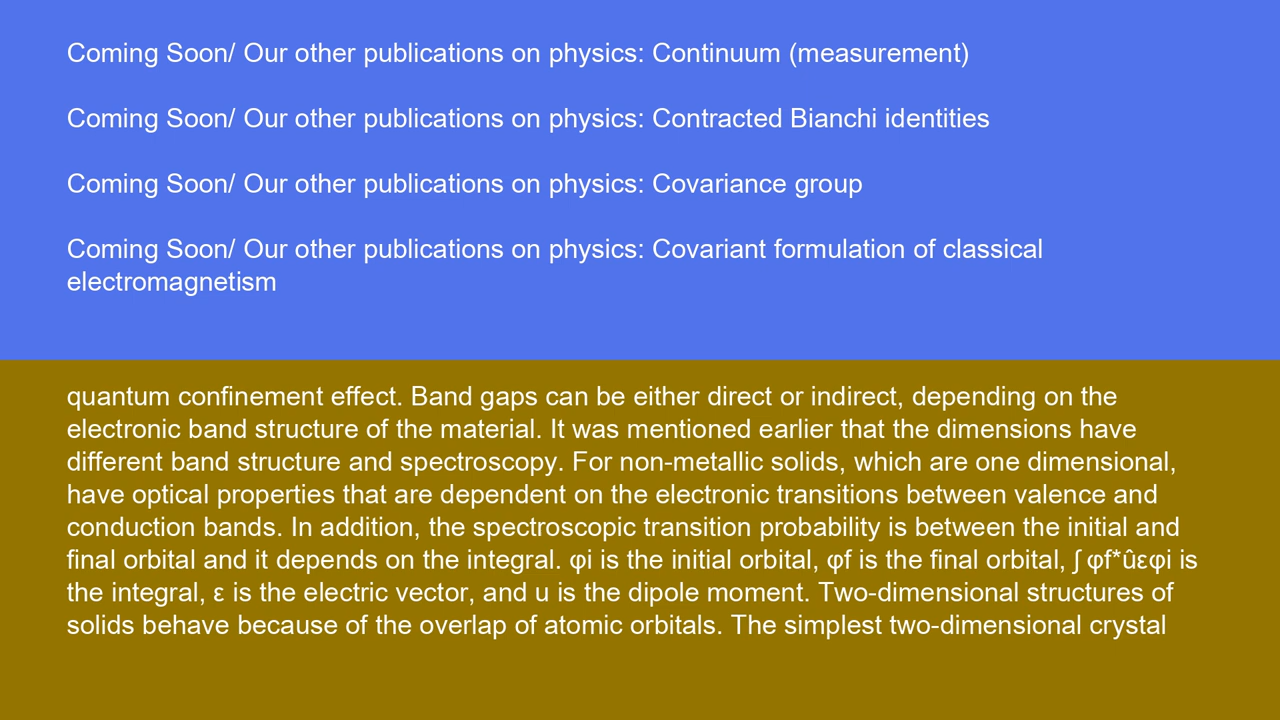 Coming Soon/ Our other publications on physics: Continuum (measurement)
Coming Soon/ Our other publications on physics: Contracted Bianchi identities
Coming Soon/ Our other publications on physics: Covariance group
Coming Soon/ Our other publications on physics: Covariant formulation of classical
electromagnetism
quantum confinement effect. Band gaps can be either direct or indirect, depending on the
electronic band structure of the material. It was mentioned earlier that the dimensions have
different band structure and spectroscopy. For non-metallic solids, which are one dimensional,
have optical properties that are dependent on the electronic transitions between valence and
conduction bands. In addition, the spectroscopic transition probability is between the initial and
final orbital and it depends on the integral. φi is the initial orbital, φf is the final orbital, ∫ φf*ûεφi is
the integral, ε is the electric vector, and u is the dipole moment. Two-dimensional structures of
solids behave because of the overlap of atomic orbitals. The simplest two-dimensional crystal